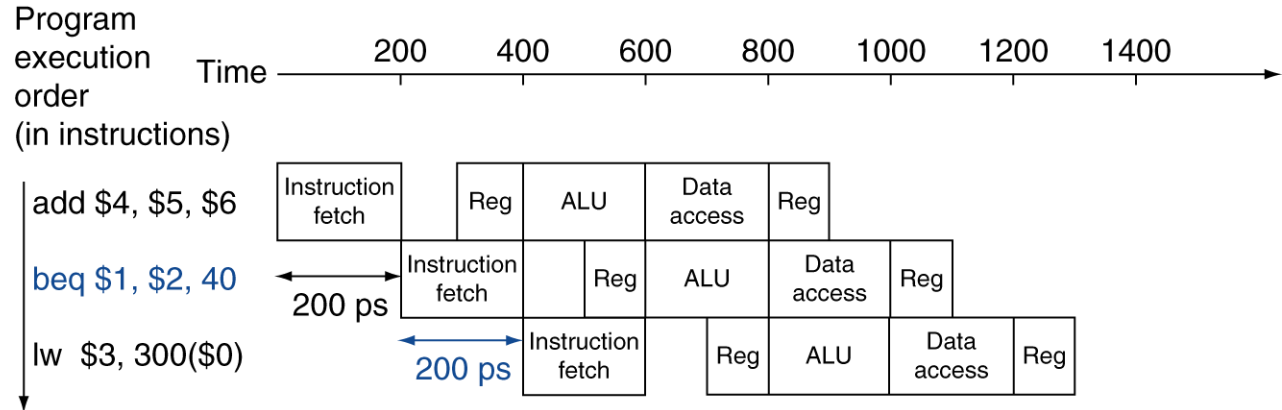 Program
execution
order
(in instructions)
Time
200 400 600 800 1000 1200 1400
add $4, $5, $6
Instruction
fetch
Reg
ALU
Data
access
Reg
beq $1, $2, 40
200 ps
Instruction
fetch
Reg
ALU
Data
access
Reg
lw $3, 300($0)
200 ps
Instruction
fetch
Reg
ALU
Data
access
Reg